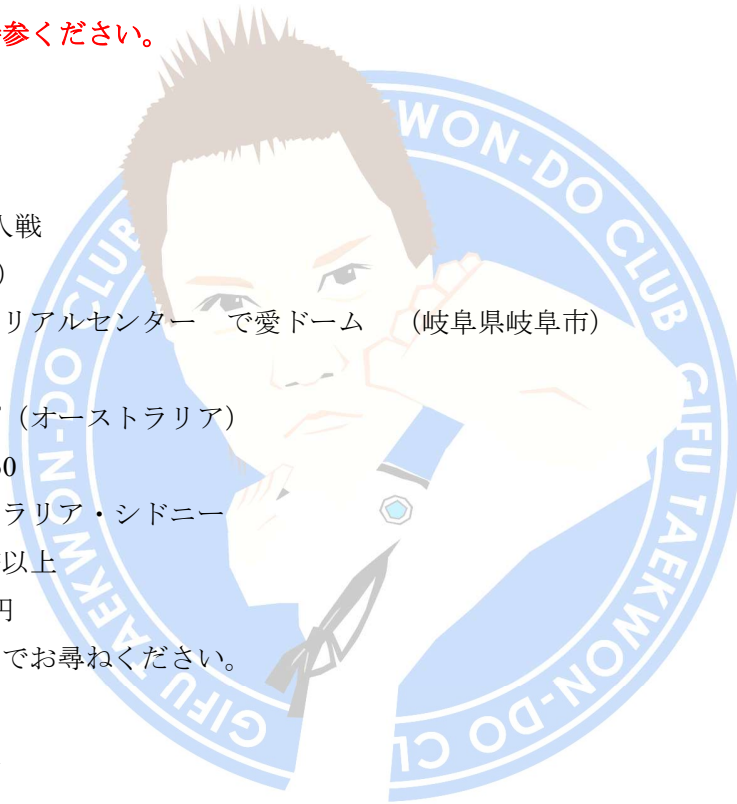 参ください。
人戦
）
リアルセンター　で愛ドーム　（岐阜県岐阜市）
（オーストラリア）
0
ラリア・シドニー
以上
円
でお尋ねください。
GIFU TAEKWON-DO CLUB GIFU TAEKWON-DO CLUB